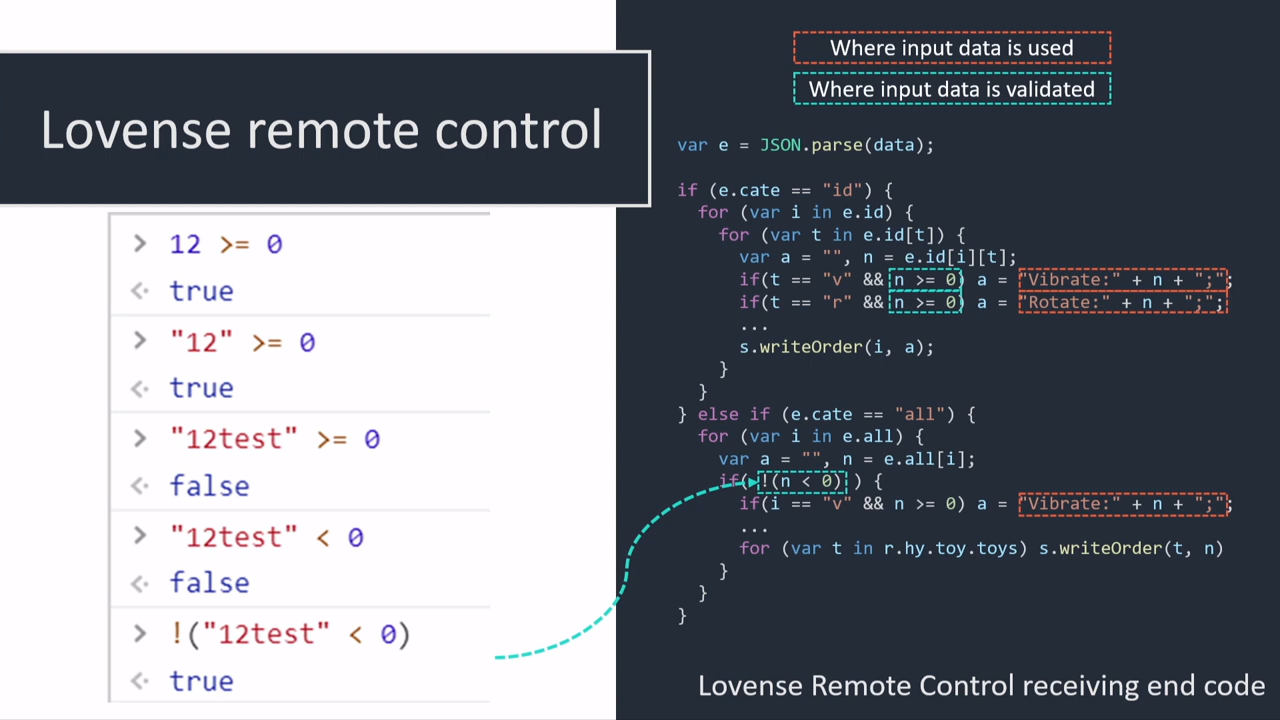 Lovense remote control
> 12 >= 0
<· true
> "12" >= 0
<· true
> "12test" >= 0
<· false
> "12test" < 0
<· false
> !("12test" < 0)
<· true
Where input data is used
Where input data is validated
var e = JSON.parse(data);
if (e.cate == "id") {
for (var i in e.id) {
for (var t in e.id[t]) {
var a = "", n = e.id[i][t];
if(t == "v" && n >= 0) a = "Vibrate:" + n + ";";
if(t == "r" && n >= 0) a = "Rotate:" + n + ";";
...
s.writeOrder(i, a);
}
}
} else if (e.cate == "all") {
for (var i in e.all) {
var a = "", n = e.all[i];
if( !(n < 0) ) {
if(i == "v" && n >= 0) a = "Vibrate:" + n + ";";
...
for (var t in r.hy.toy.toys) s.writeOrder(t, n)
}
}
}
Lovense Remote Control receiving end code